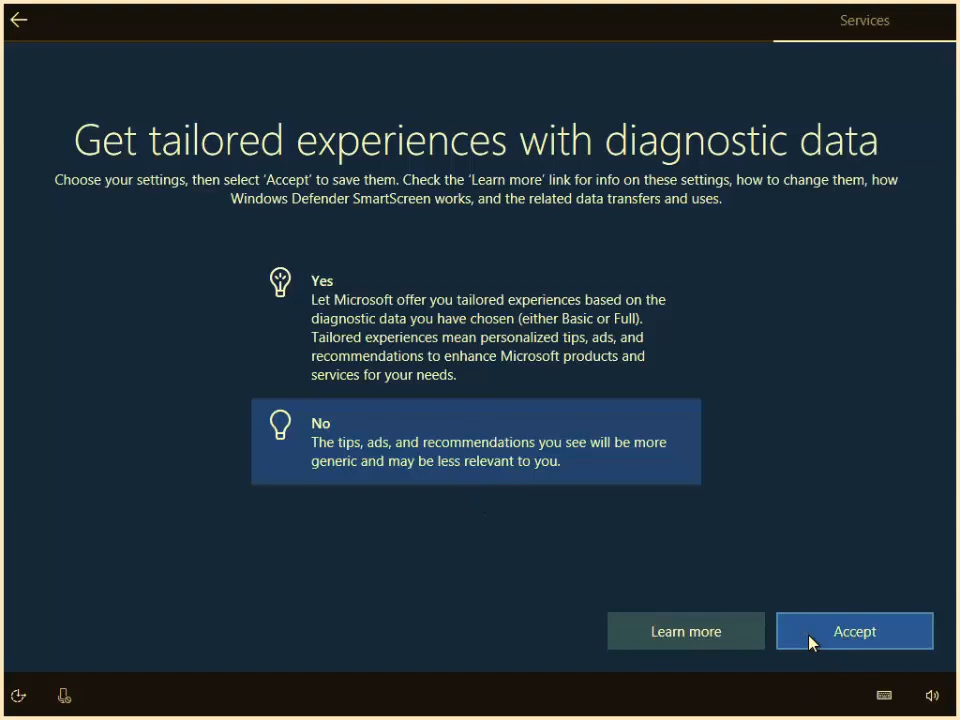 Services
Get tailored experiences with diagnostic data
Choose your settings, then select 'Accept' to save them. Check the 'Learn more' link for info on these settings, how to change them, how
Windows Defender SmartScreen works, and the related data transfers and uses.
Yes
Let Microsoft offer you tailored experiences based on the
diagnostic data you have chosen (either Basic or Full).
Tailored experiences mean personalized tips, ads, and
recommendations to enhance Microsoft products and
services for your needs.
No
The tips, ads, and recommendations you see will be more
generic and may be less relevant to you.
Learn more
Accept